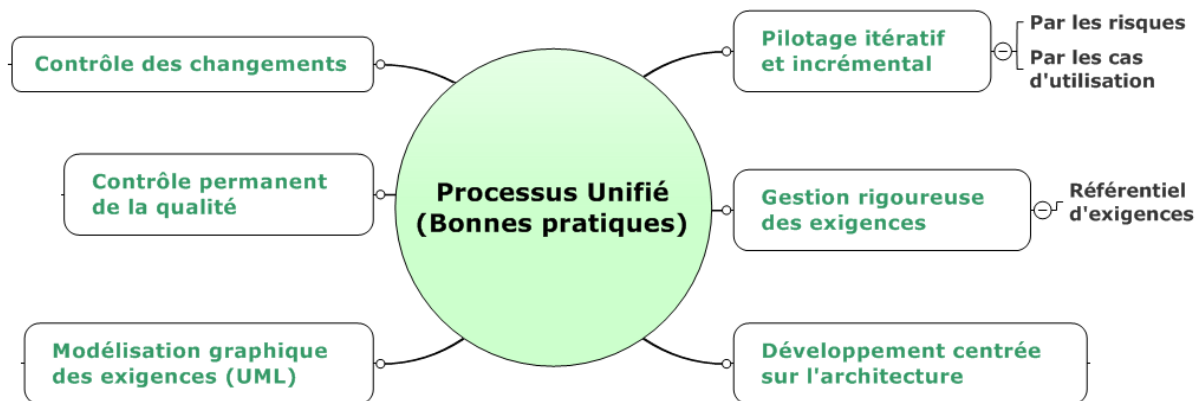 Contrôle des changements
Contrôle permanent
de la qualité
Modélisation graphique
des exigences (UML)
Processus Unifié
(Bonnes pratiques)
Pilotage itératif
et incrémental
Par les risques
Par les cas
d'utilisation
Gestion rigoureuse
des exigences
Référentiel
d'exigences
Développement centrée
sur l'architecture